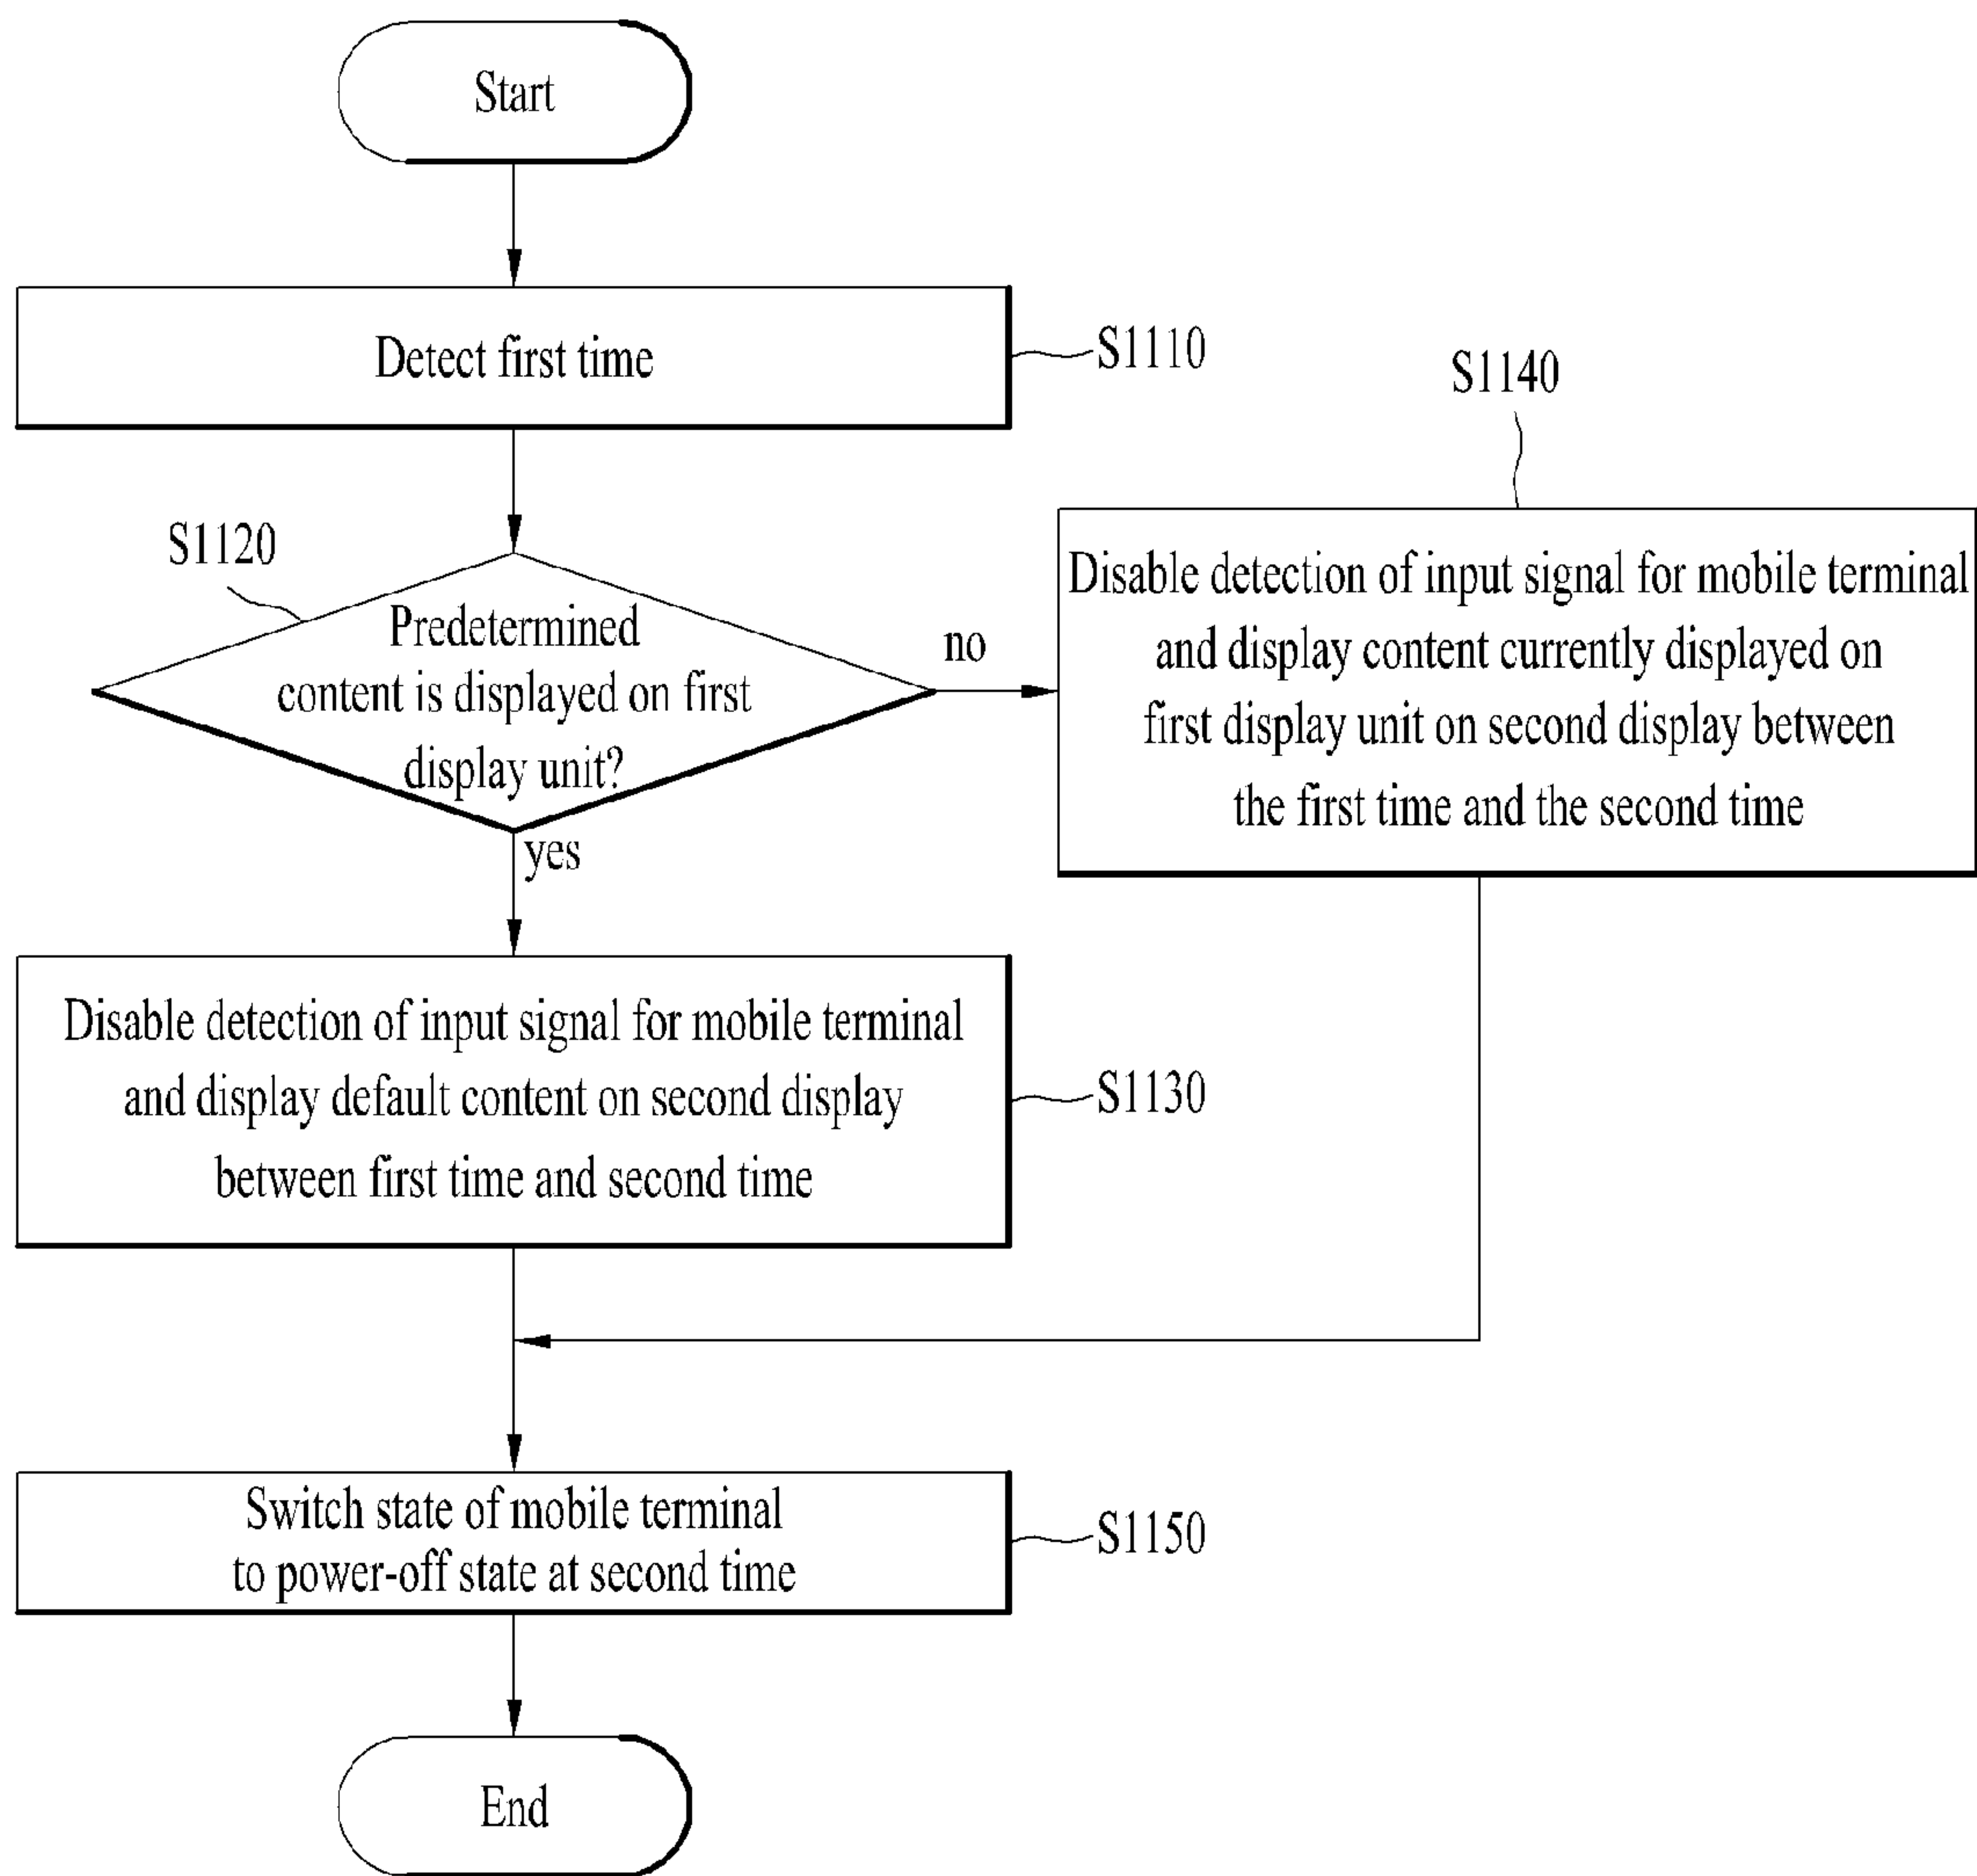 Start
Detect first time
S1110
S1120
Predetermined
content is displayed on first
display unit?
no
yes
S1140
Disable detection of input signal for mobile terminal
and display content currently displayed on
first display unit on second display between
the first time and the second time
Disable detection of input signal for mobile terminal
and display default content on second display
between first time and second time
S1130
Switch state of mobile terminal
to power-off state at second time
S1150
End